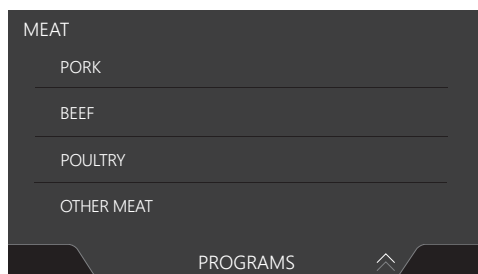 MEAT
PORK
BEEF
POULTRY
OTHER MEAT
PROGRAMS